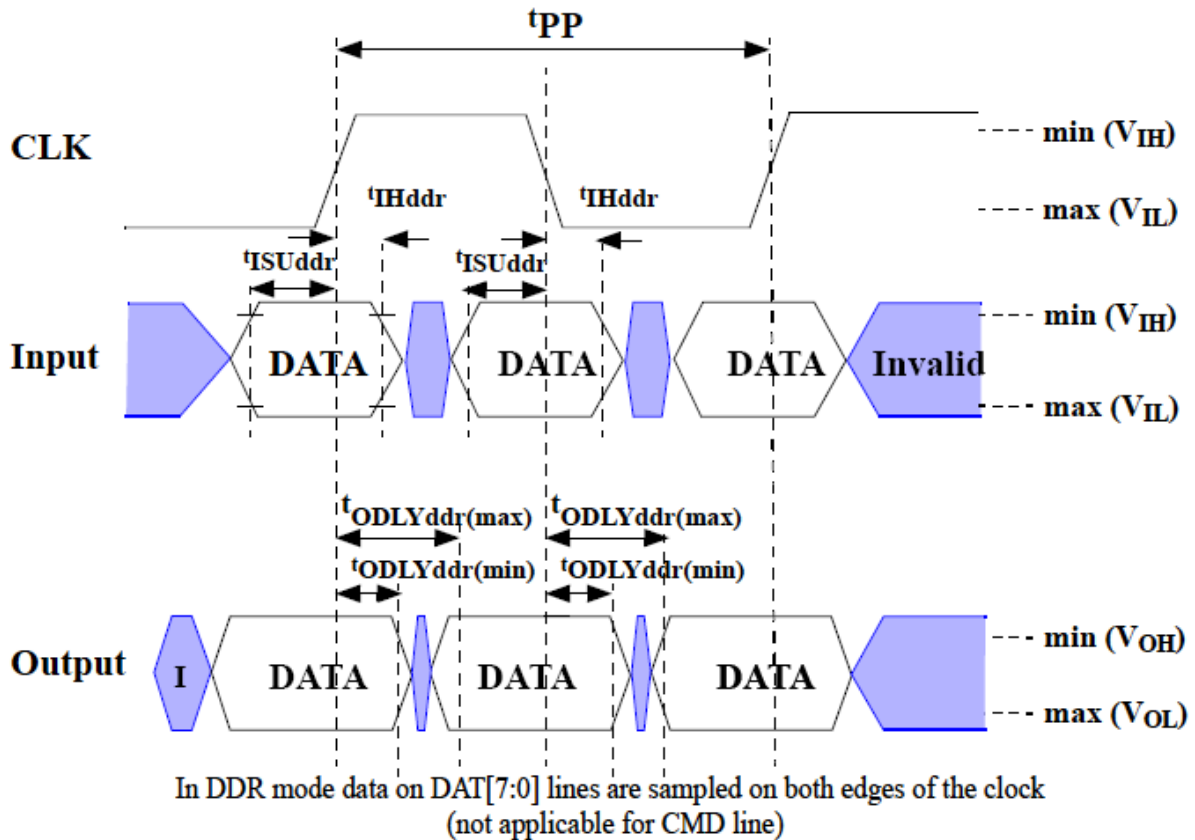 tPP
CLK
min (VIH)
max (VIL)
tIHddr
tIHddr
tISUddr
tISUddr
Input
DATA
DATA
DATA
Invalid
min (VIH)
max (VIL)
tODLYddr(max)
tODLYddr(max)
tODLYddr(min)
tODLYddr(min)
Output
I
DATA
DATA
DATA
min (VOH)
max (VOL)
In DDR mode data on DAT[7:0] lines are sampled on both edges of the clock
(not applicable for CMD line)